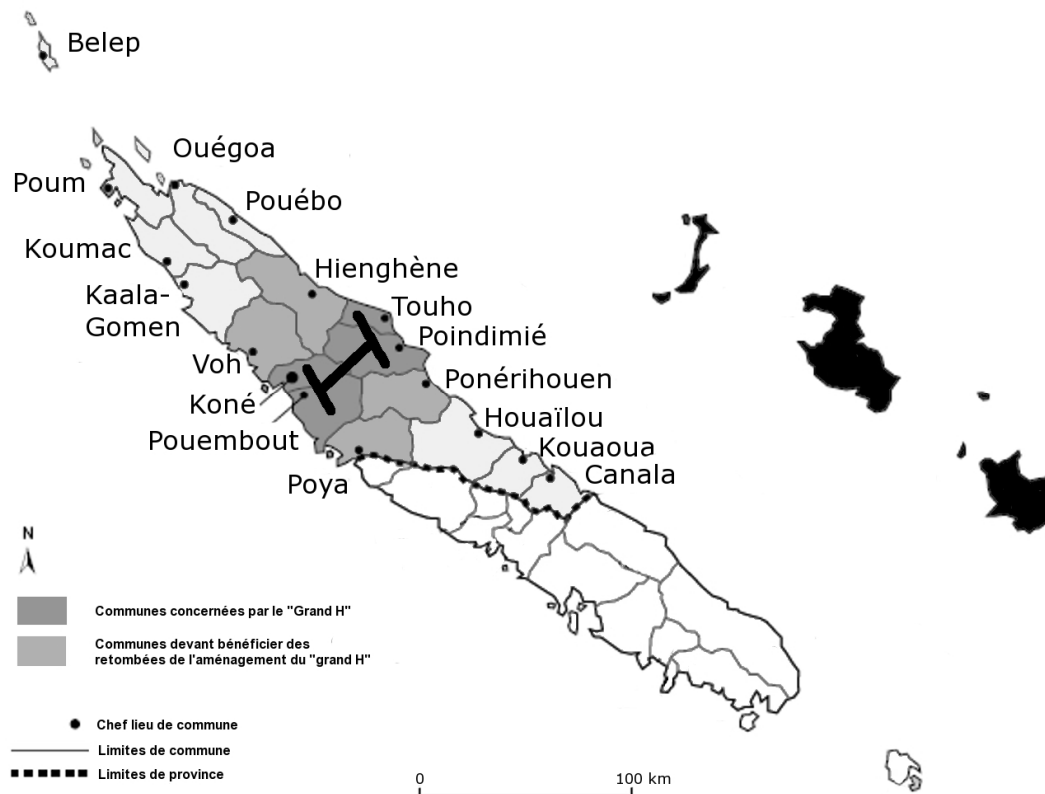 Belep
Ouégoa
Poum
Pouébo
Koumac
Hienghène
Kaala-
Gomen
Touho
Poindimié
Voh
Ponérihouen
Koné
Houaïlou
Pouembout
Kouaoua
Canala
Poya
N
Communes concernées par le "Grand H"
Communes devant bénéficier des
retombées de l'aménagement du "grand H"
Chef lieu de commune
Limites de commune
Limites de province
0 100 km